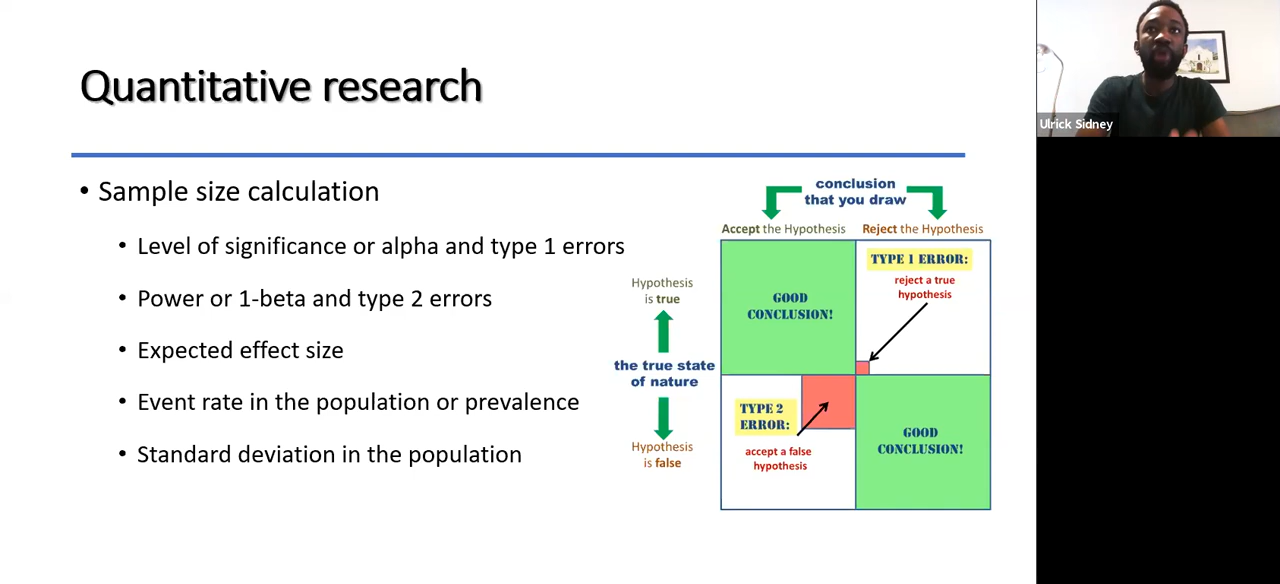 Quantitative research
• Sample size calculation
• Level of significance or alpha and type 1 errors
• Power or 1-beta and type 2 errors
• Expected effect size
• Event rate in the population or prevalence
• Standard deviation in the population
conclusion
that you draw
Accept the Hypothesis
Reject the Hypothesis
Hypothesis
is true
the true state
of nature
Hypothesis
is false
GOOD
CONCLUSION!
TYPE 1 ERROR:
reject a true
hypothesis
TYPE 2
ERROR:
accept a false
hypothesis
GOOD
CONCLUSION!
Ulrick Sidney